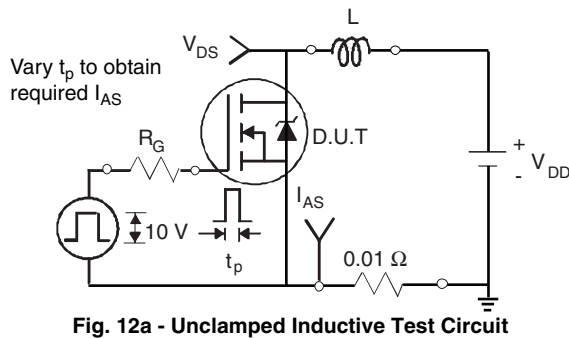 L
V_DS
Vary t_p to obtain
required I_AS
R_G
D.U.T
+
V_DD
-
I_AS
10 V
t_p
0.01 Ω
Fig. 12a - Unclamped Inductive Test Circuit